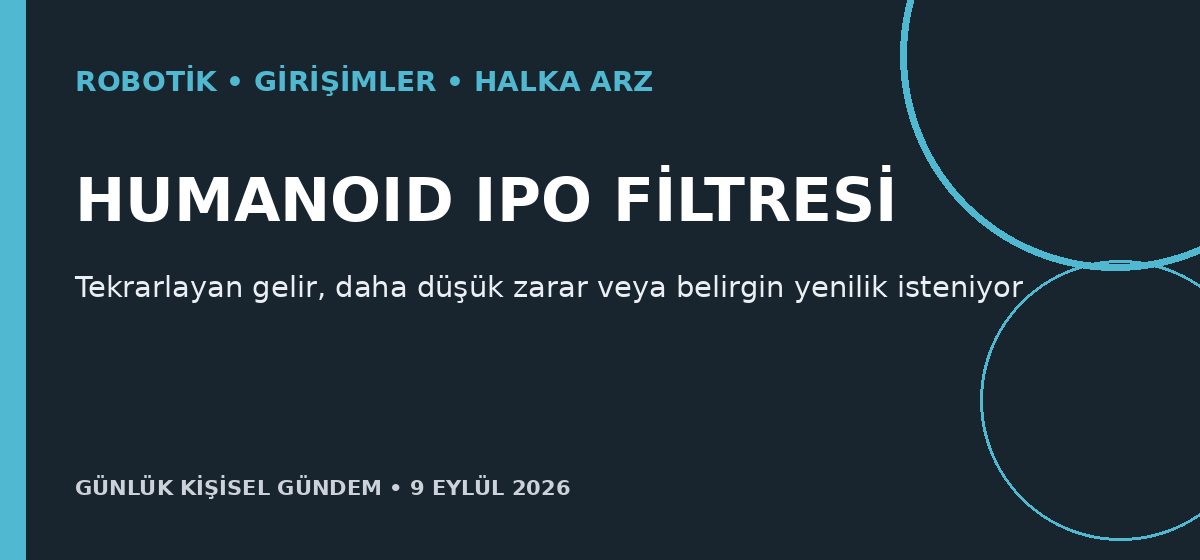 ROBOTİK • GİRİŞİMLER • HALKA ARZ
HUMANOID IPO FİLTRESİ
Tekrarlayan gelir, daha düşük zarar veya belirgin yenilik isteniyor
GÜNLÜK KİŞİSEL GÜNDEM • 9 EYLÜL 2026